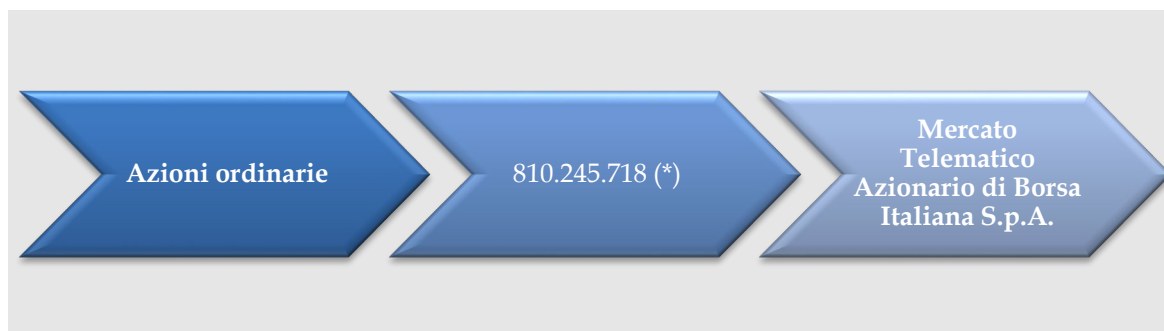 Azioni ordinarie
810.245.718 (*)
Mercato
Telematico
Azionario di Borsa
Italiana S.p.A.